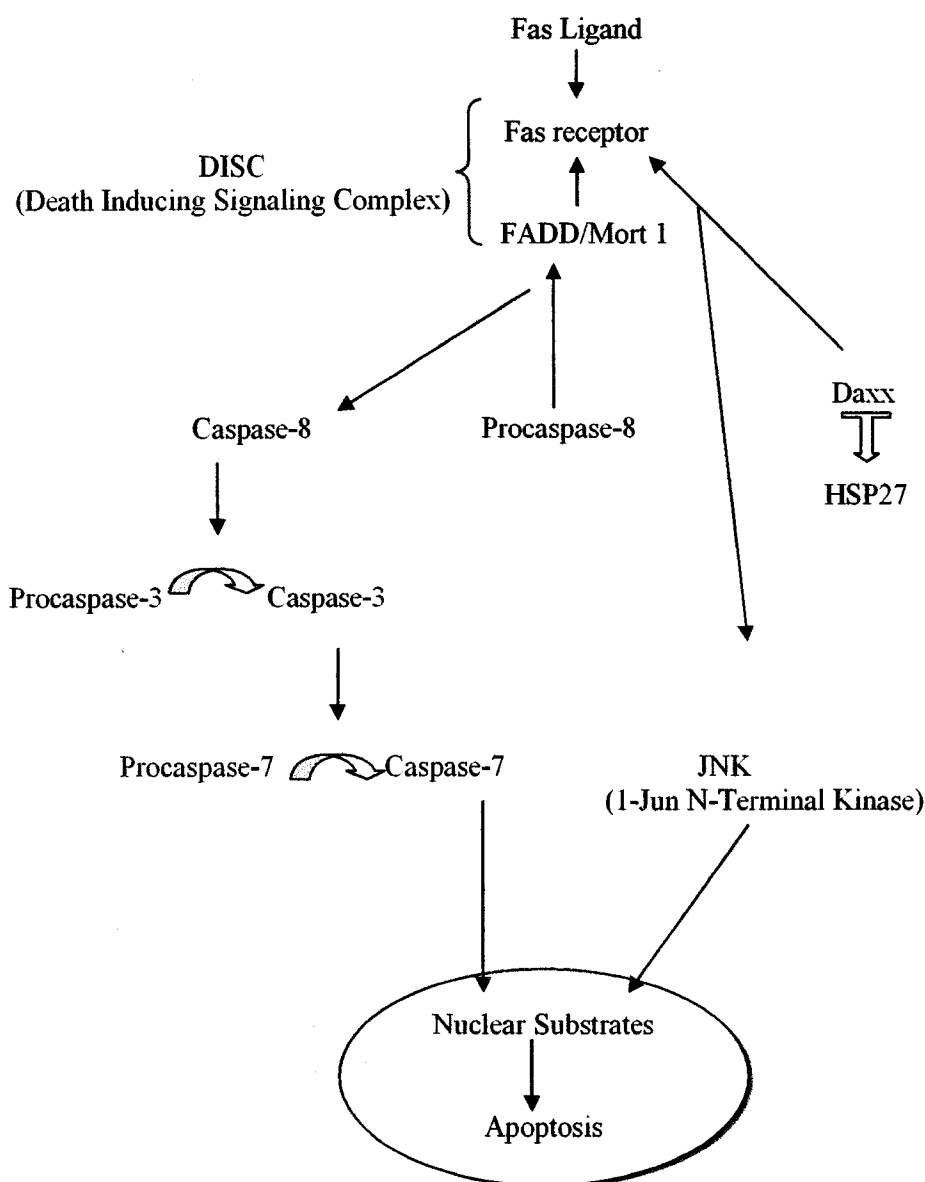 Fas Ligand
Fas receptor
DISC
(Death Inducing Signaling Complex)
FADD/Mort 1
Daxx
Caspase-8
Procaspase-8
HSP27
Procaspase-3
Caspase-3
Procaspase-7
Caspase-7
JNK
(1-Jun N-Terminal Kinase)
Nuclear Substrates
Apoptosis